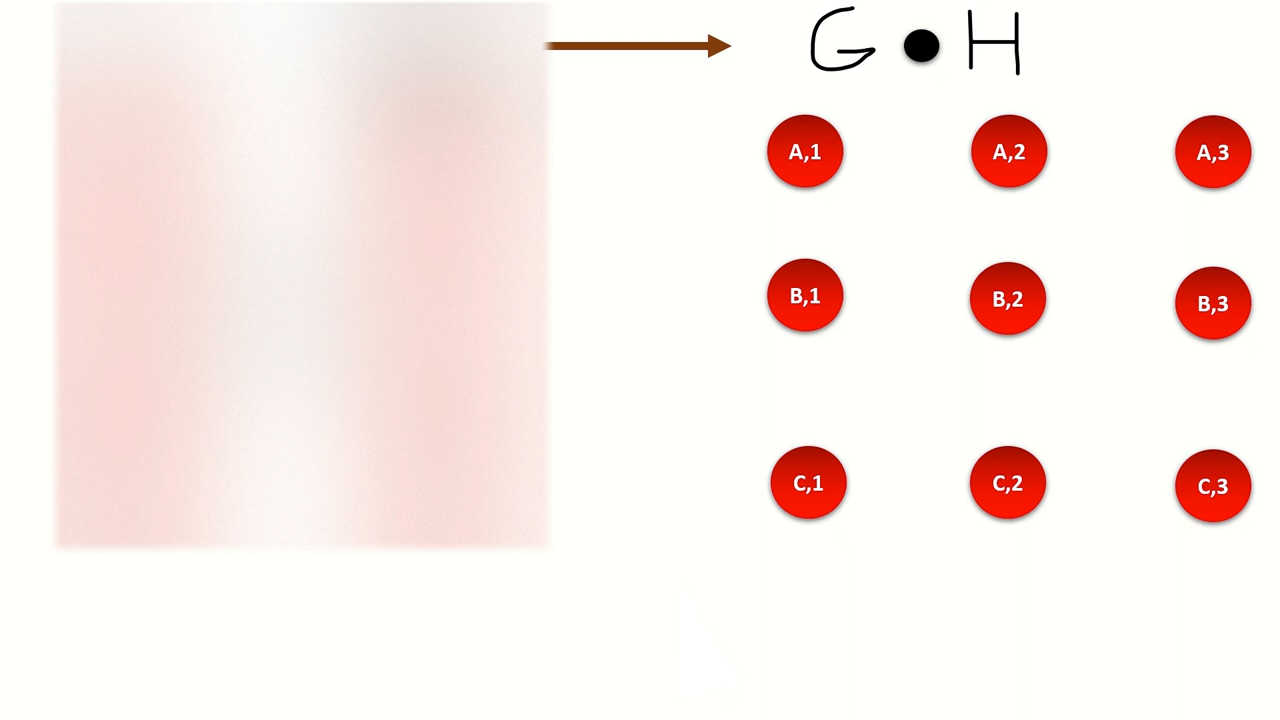 G • H
A,1 A,2 A,3
B,1 B,2 B,3
C,1 C,2 C,3